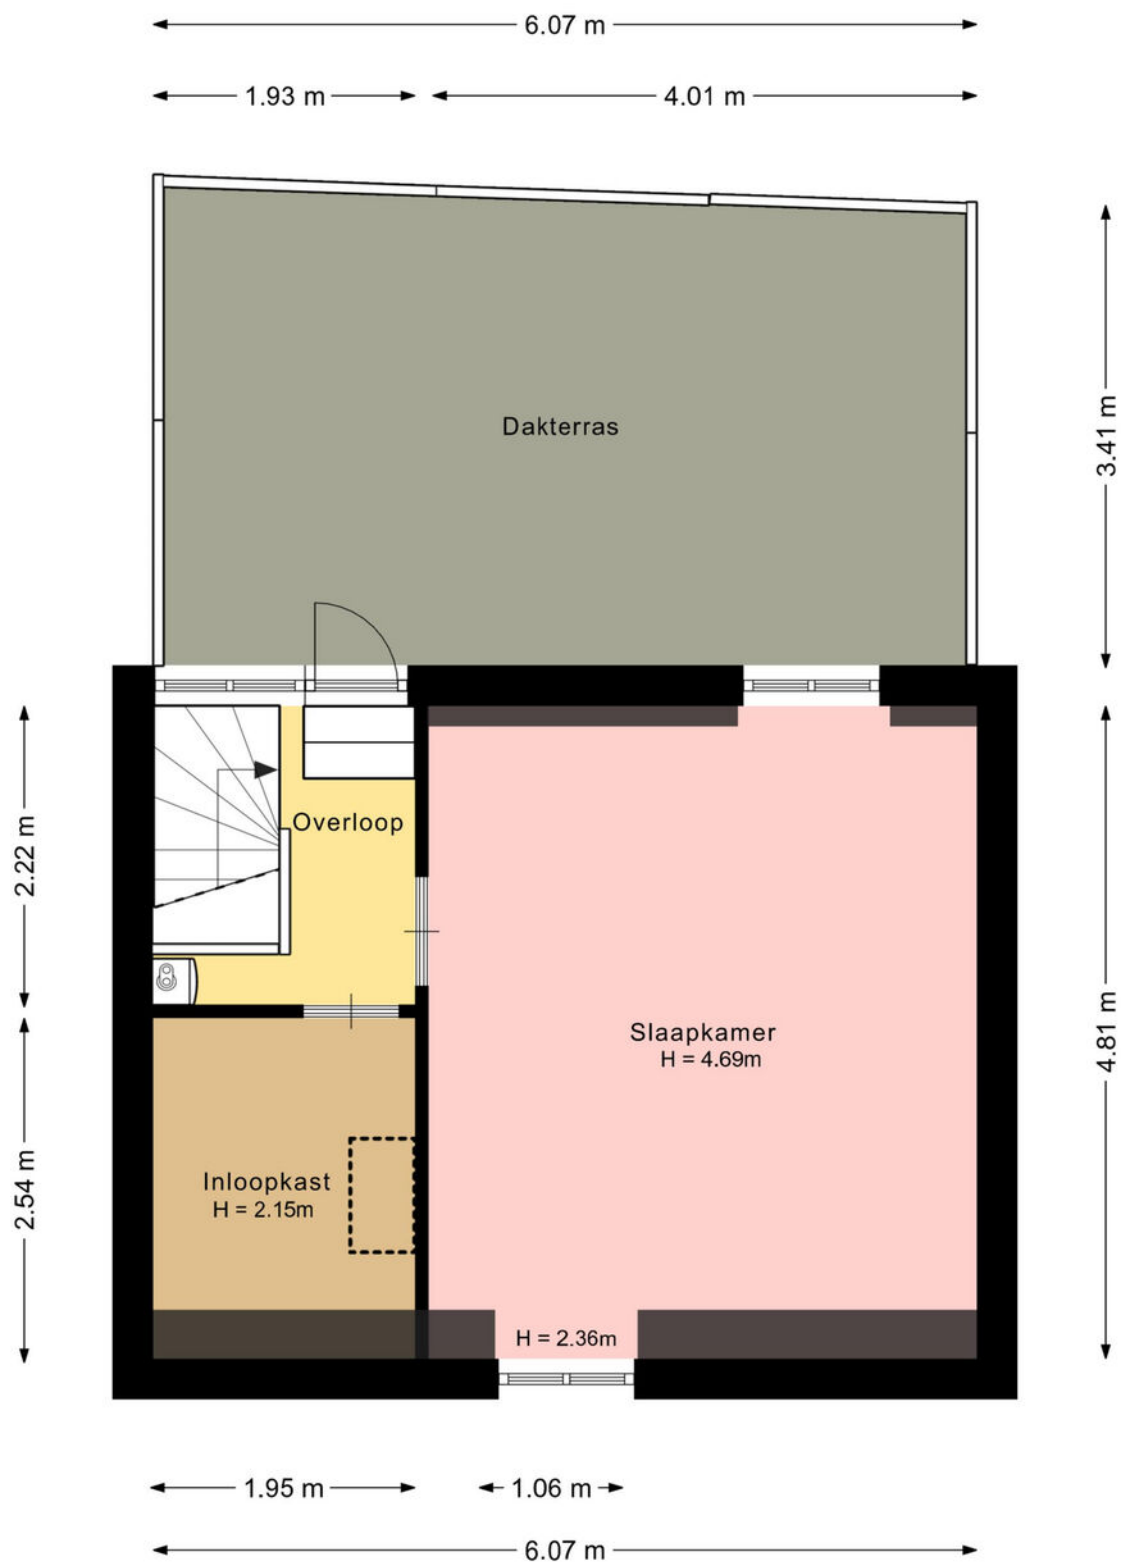 6.07 m
1.93 m
4.01 m
3.41 m
Dakterras
2.22 m
Overloop
4.81 m
Slaapkamer
H = 4.69m
2.54 m
Inloopkast
H = 2.15m
H = 2.36m
1.95 m
1.06 m
6.07 m